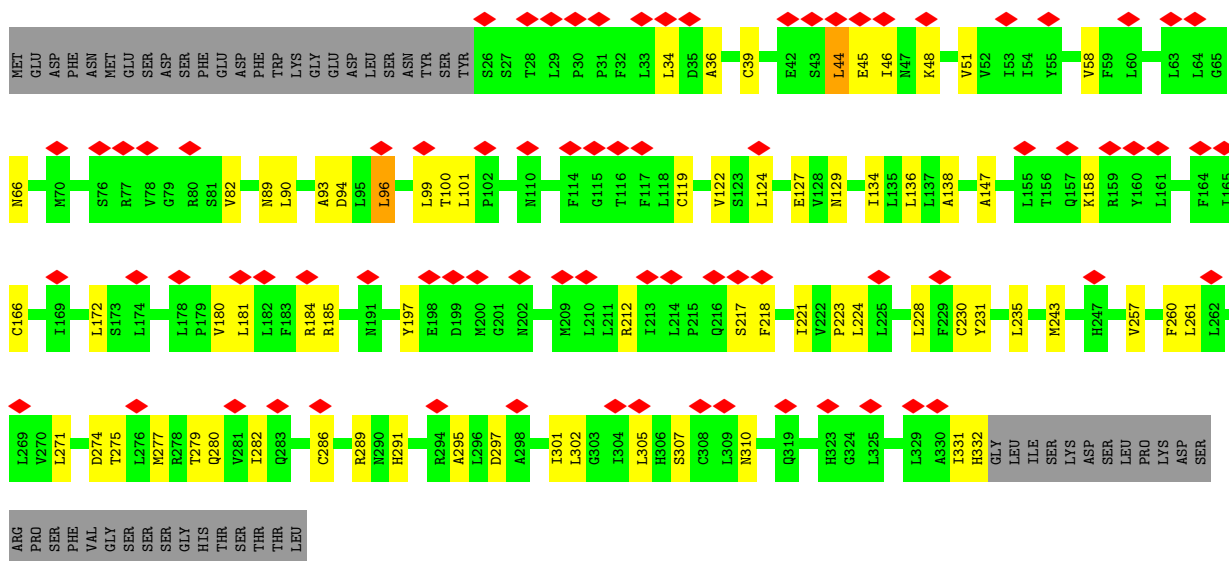 MET GLU ASP PHE ASN MET GLU SER ASP SER PHE GLU ASP PHE TRP LYS GLY GLU ASP LEU SER ASN TYR SER TYR S26 S27 T28 L29 P30 P31 F32 L33 L34 D35 A36 C39 E42 S43 L44 E45 I46 N47 K48 V51 V52 I53 I54 Y55 V58 F59 L60 L63 L64 G65
N66 M70 S76 R77 V78 G79 R80 S81 V82 N89 L90 A93 D94 L95 L96 L99 T100 L101 P102 N110 F114 G115 T116 F117 L118 C119 V122 S123 L124 E127 V128 N129 I134 L135 L136 L137 A138 A147 L155 T156 Q157 K158 R159 Y160 L161 F164 I165
C166 I169 L172 S173 L174 L178 P179 V180 L181 L182 F183 R184 R185 N191 Y197 E198 D199 M200 G201 N202 M209 L210 L211 R212 I213 L214 P215 Q216 S217 F218 I221 V222 P223 L224 L225 L228 F229 C230 Y231 L235 M243 H247 V257 F260 L261 L262
L269 V270 L271 D274 T275 L276 M277 R278 T279 Q280 V281 I282 Q283 C286 R289 N290 H291 R294 A295 L296 D297 A298 I301 L302 G303 I304 L305 H306 S307 C308 L309 N310 Q319 H323 G324 L325 L329 A330 I331 H332 GLY LEU ILE SER LYS ASP SER LEU PRO LYS ASP SER
ARG PRO SER PHE VAL GLY SER SER SER GLY HIS THR SER THR THR LEU